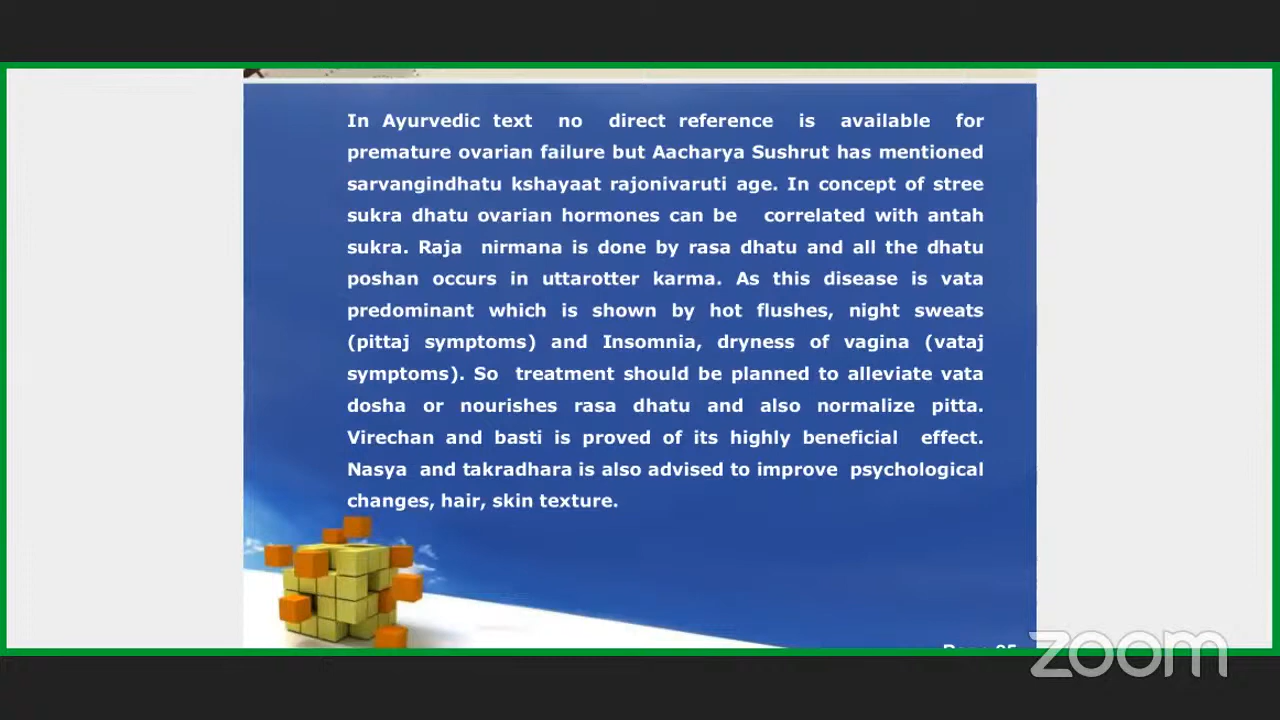 In Ayurvedic text no direct reference is available for
premature ovarian failure but Aacharya Sushrut has mentioned
sarvangindhatu kshayaat rajonivaruti age. In concept of stree
sukra dhatu ovarian hormones can be correlated with antah
sukra. Raja nirmana is done by rasa dhatu and all the dhatu
poshan occurs in uttarotter karma. As this disease is vata
predominant which is shown by hot flushes, night sweats
(pittaj symptoms) and Insomnia, dryness of vagina (vataj
symptoms). So treatment should be planned to alleviate vata
dosha or nourishes rasa dhatu and also normalize pitta.
Virechan and basti is proved of its highly beneficial effect.
Nasya and takradhara is also advised to improve psychological
changes, hair, skin texture.
zoom